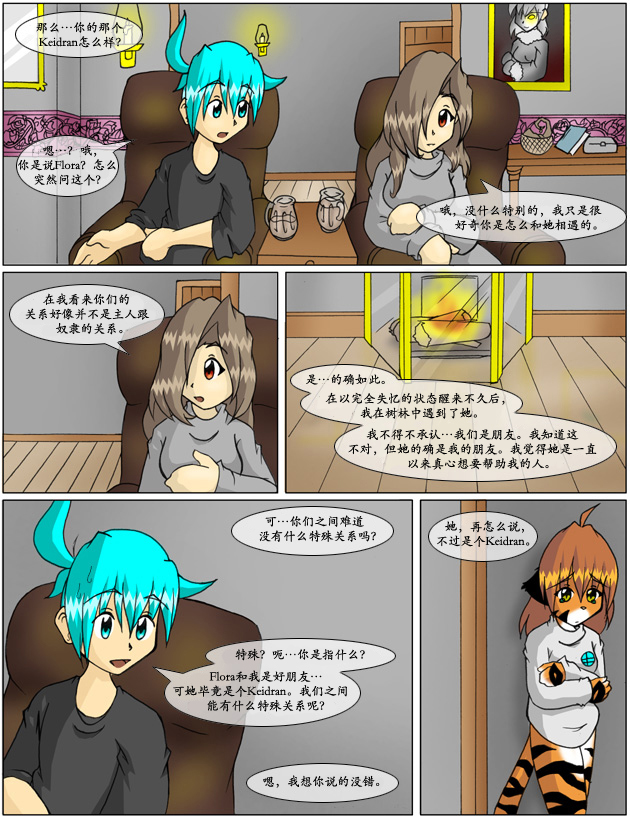 那么…你的那个
Keidran怎么样?
嗯…? 哦,
你是说Flora? 怎么
突然问这个?
哦, 没什么特别的, 我只是很
好奇你是怎么和她相遇的。
在我看来你们的
关系好像并不是主人跟
奴隶的关系。
是…的确如此。
在以完全失忆的状态醒来不久后,
我在树林中遇到了她。
我不得不承认…我们是朋友。我知道这
不对, 但她的确是我的朋友。我觉得她是一直
以来真心想要帮助我的人。
可…你们之间难道
没有什么特殊关系吗?
特殊? 呃…你是指什么?
Flora和我是好朋友…
可她毕竟是个Keidran。我们之间
能有什么特殊关系呢?
嗯, 我想你说的没错。
她, 再怎么说,
不过是个Keidran。